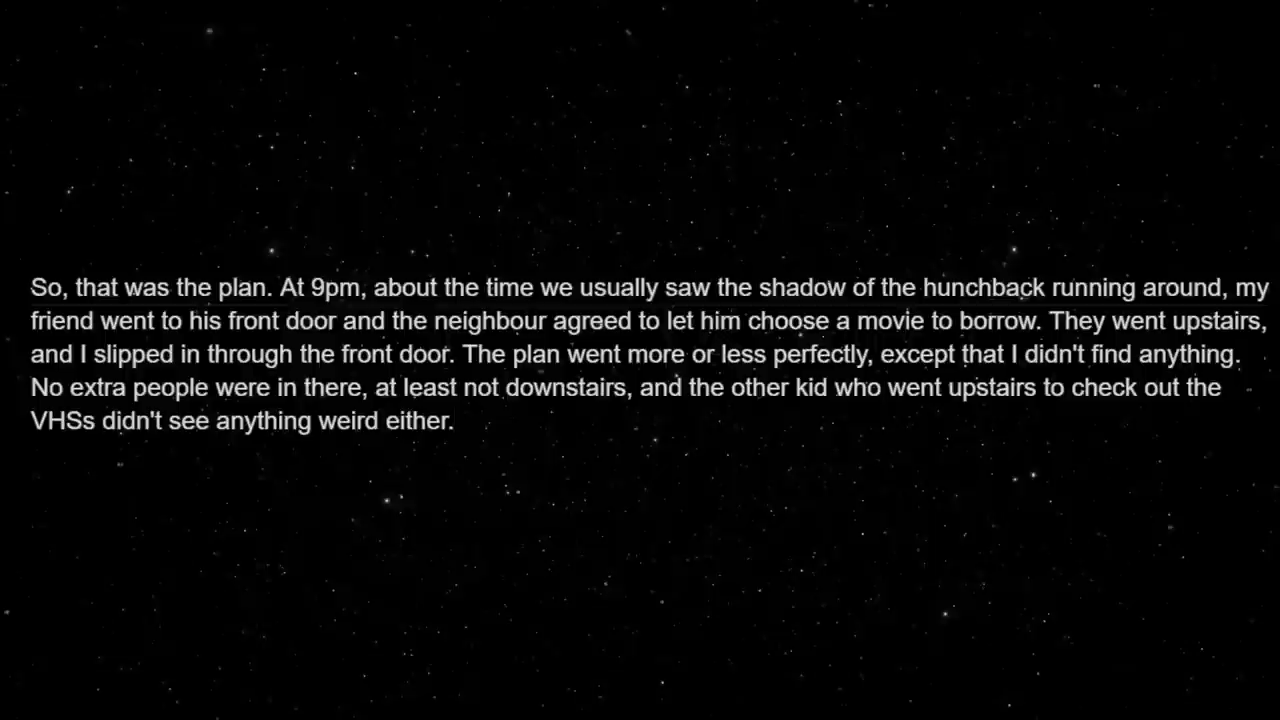 So, that was the plan. At 9pm, about the time we usually saw the shadow of the hunchback running around, my
friend went to his front door and the neighbour agreed to let him choose a movie to borrow. They went upstairs,
and I slipped in through the front door. The plan went more or less perfectly, except that I didn't find anything.
No extra people were in there, at least not downstairs, and the other kid who went upstairs to check out the
VHSs didn't see anything weird either.